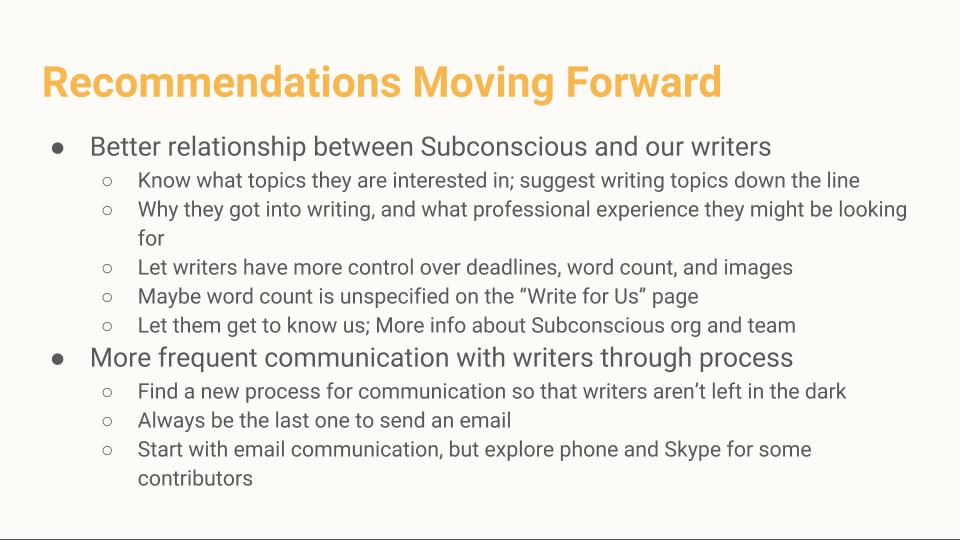 Recommendations Moving Forward
● Better relationship between Subconscious and our writers
○ Know what topics they are interested in; suggest writing topics down the line
○ Why they got into writing, and what professional experience they might be looking
for
○ Let writers have more control over deadlines, word count, and images
○ Maybe word count is unspecified on the “Write for Us” page
○ Let them get to know us; More info about Subconscious org and team
● More frequent communication with writers through process
○ Find a new process for communication so that writers aren’t left in the dark
○ Always be the last one to send an email
○ Start with email communication, but explore phone and Skype for some
contributors